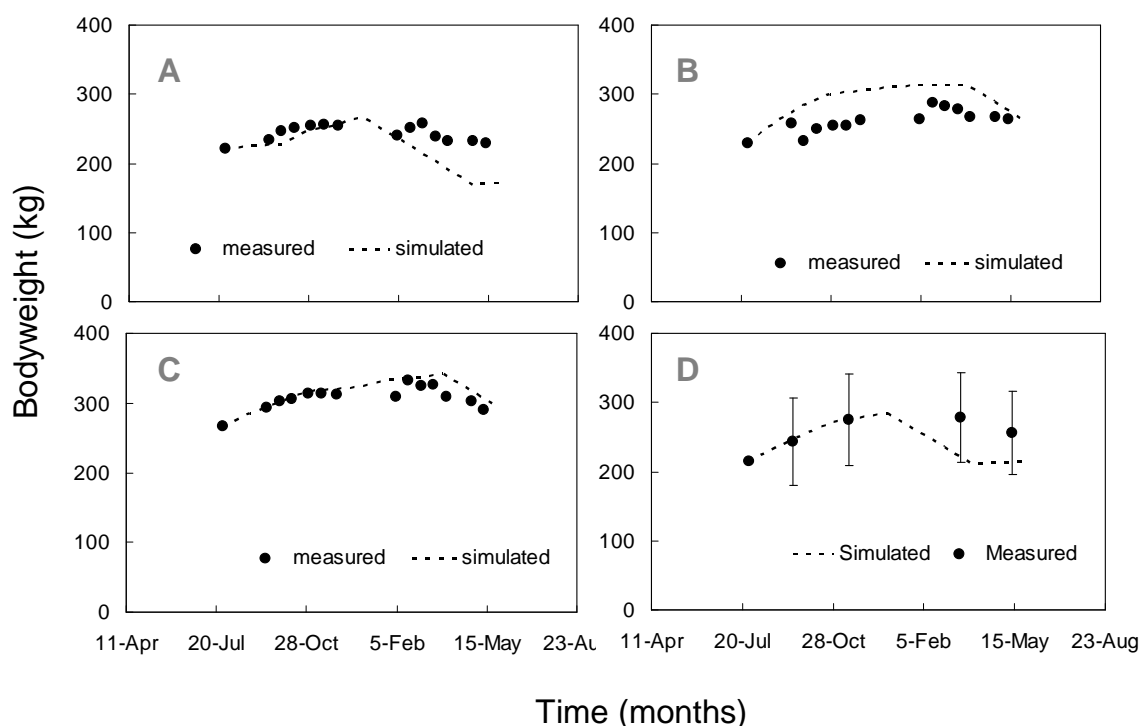 400
300
200
100
0
A
measured simulated
B
measured simulated
400
300
200
100
0
C
measured simulated
D
Simulated Measured
11-Apr 20-Jul 28-Oct 5-Feb 15-May 23-Au
11-Apr 20-Jul 28-Oct 5-Feb 15-May 23-Aug
400
300
200
100
0
400
300
200
100
0
Bodyweight (kg)
Time (months)